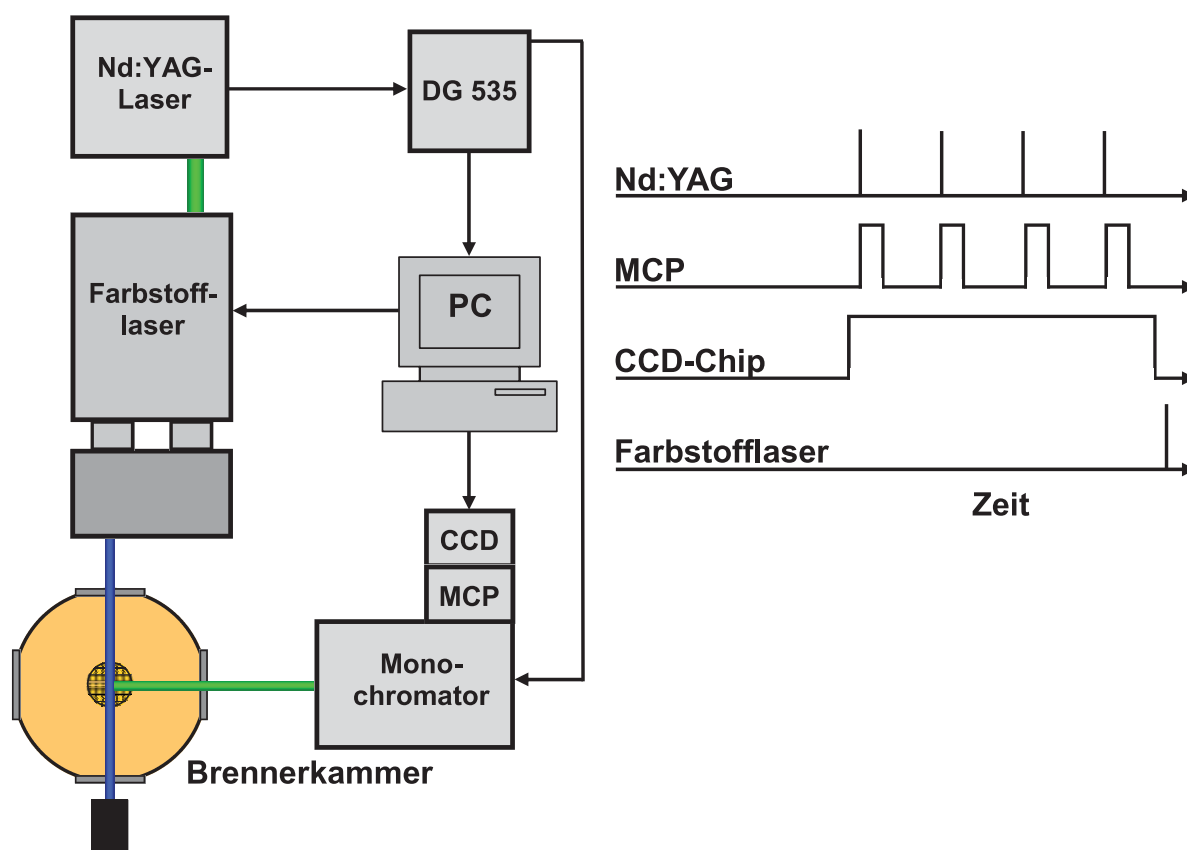 Nd:YAG-
Laser
DG 535
Farbstoff-
laser
PC
CCD
MCP
Mono-
chromator
Brennerkammer
Nd:YAG
MCP
CCD-Chip
Farbstofflaser
Zeit